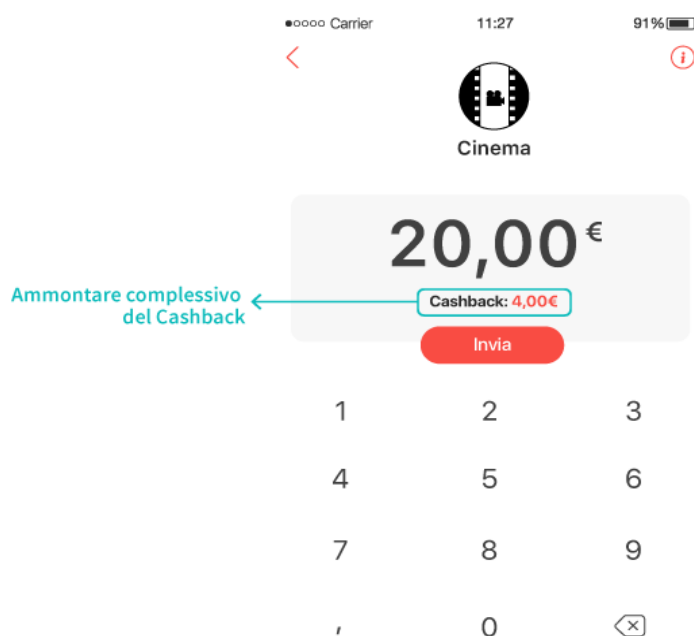 ●○○○○ Carrier 11:27 91%
Cinema
20,00€
Ammontare complessivo
del Cashback
Cashback: 4,00€
Invia
1 2 3
4 5 6
7 8 9
, 0